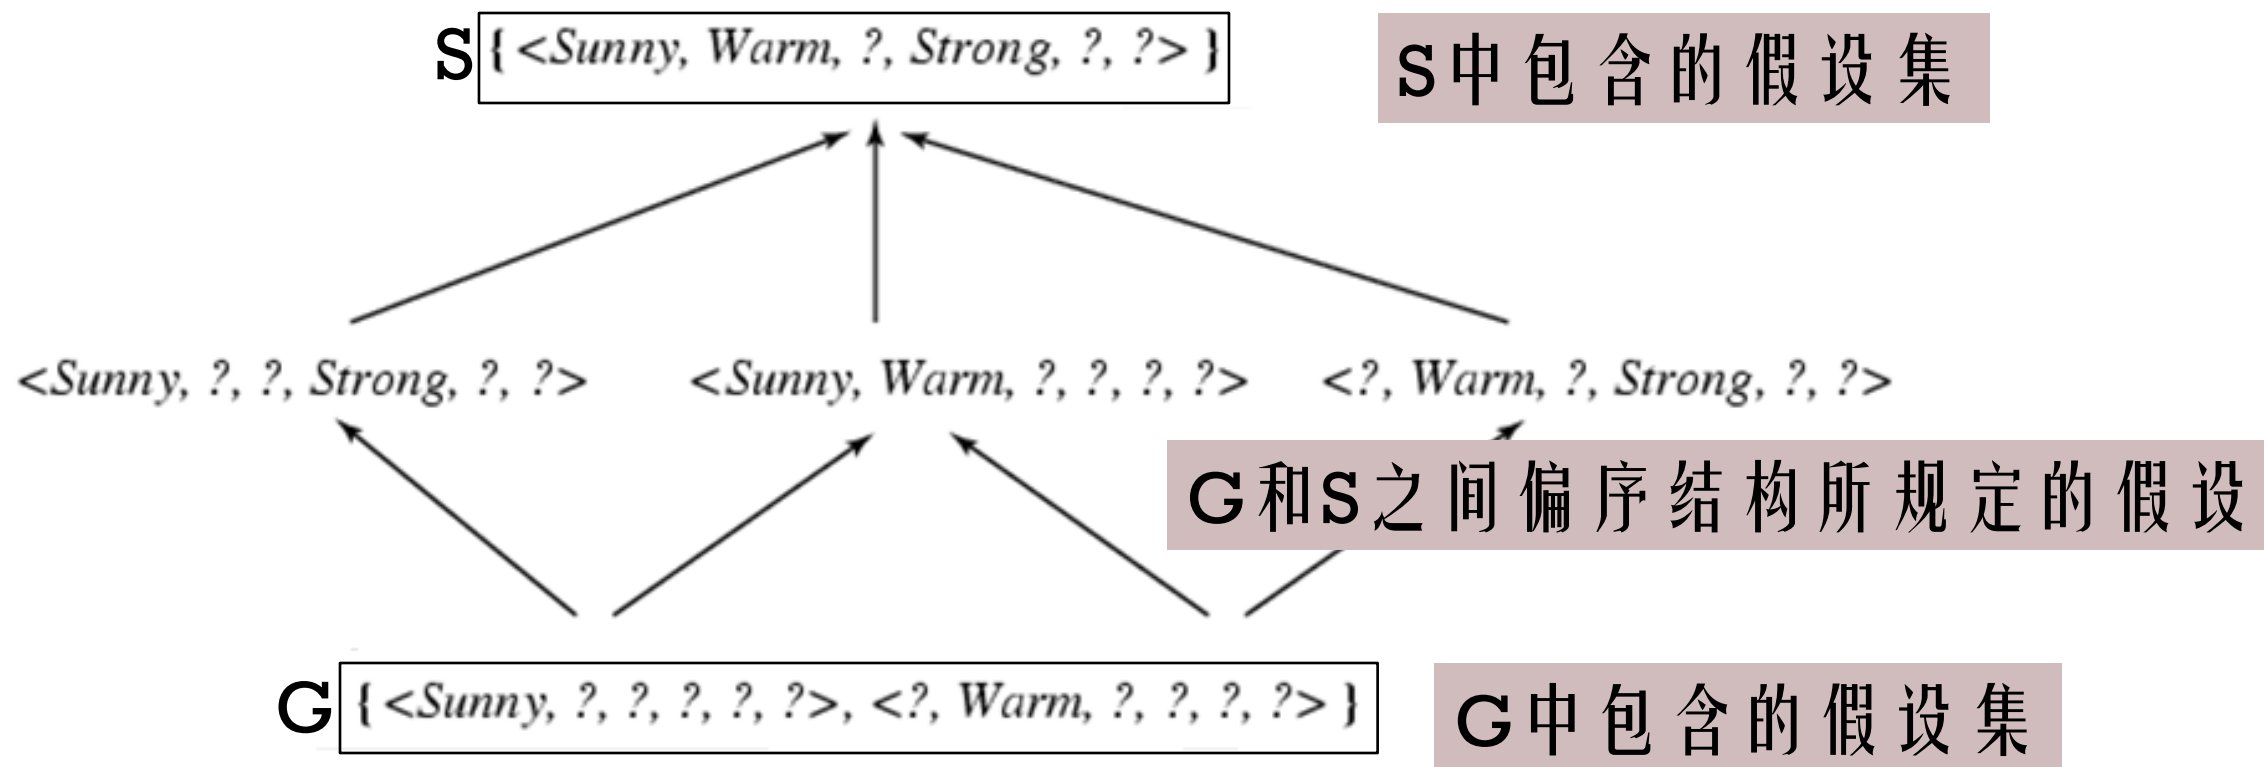 S { <Sunny, Warm, ?, Strong, ?, ?> }
S中包含的假设集
<Sunny, ?, ?, Strong, ?, ?>
<Sunny, Warm, ?, ?, ?, ?>
<?, Warm, ?, Strong, ?, ?>
G和S之间偏序结构所规定的假设
G { <Sunny, ?, ?, ?, ?, ?>, <?, Warm, ?, ?, ?, ?> }
G中包含的假设集